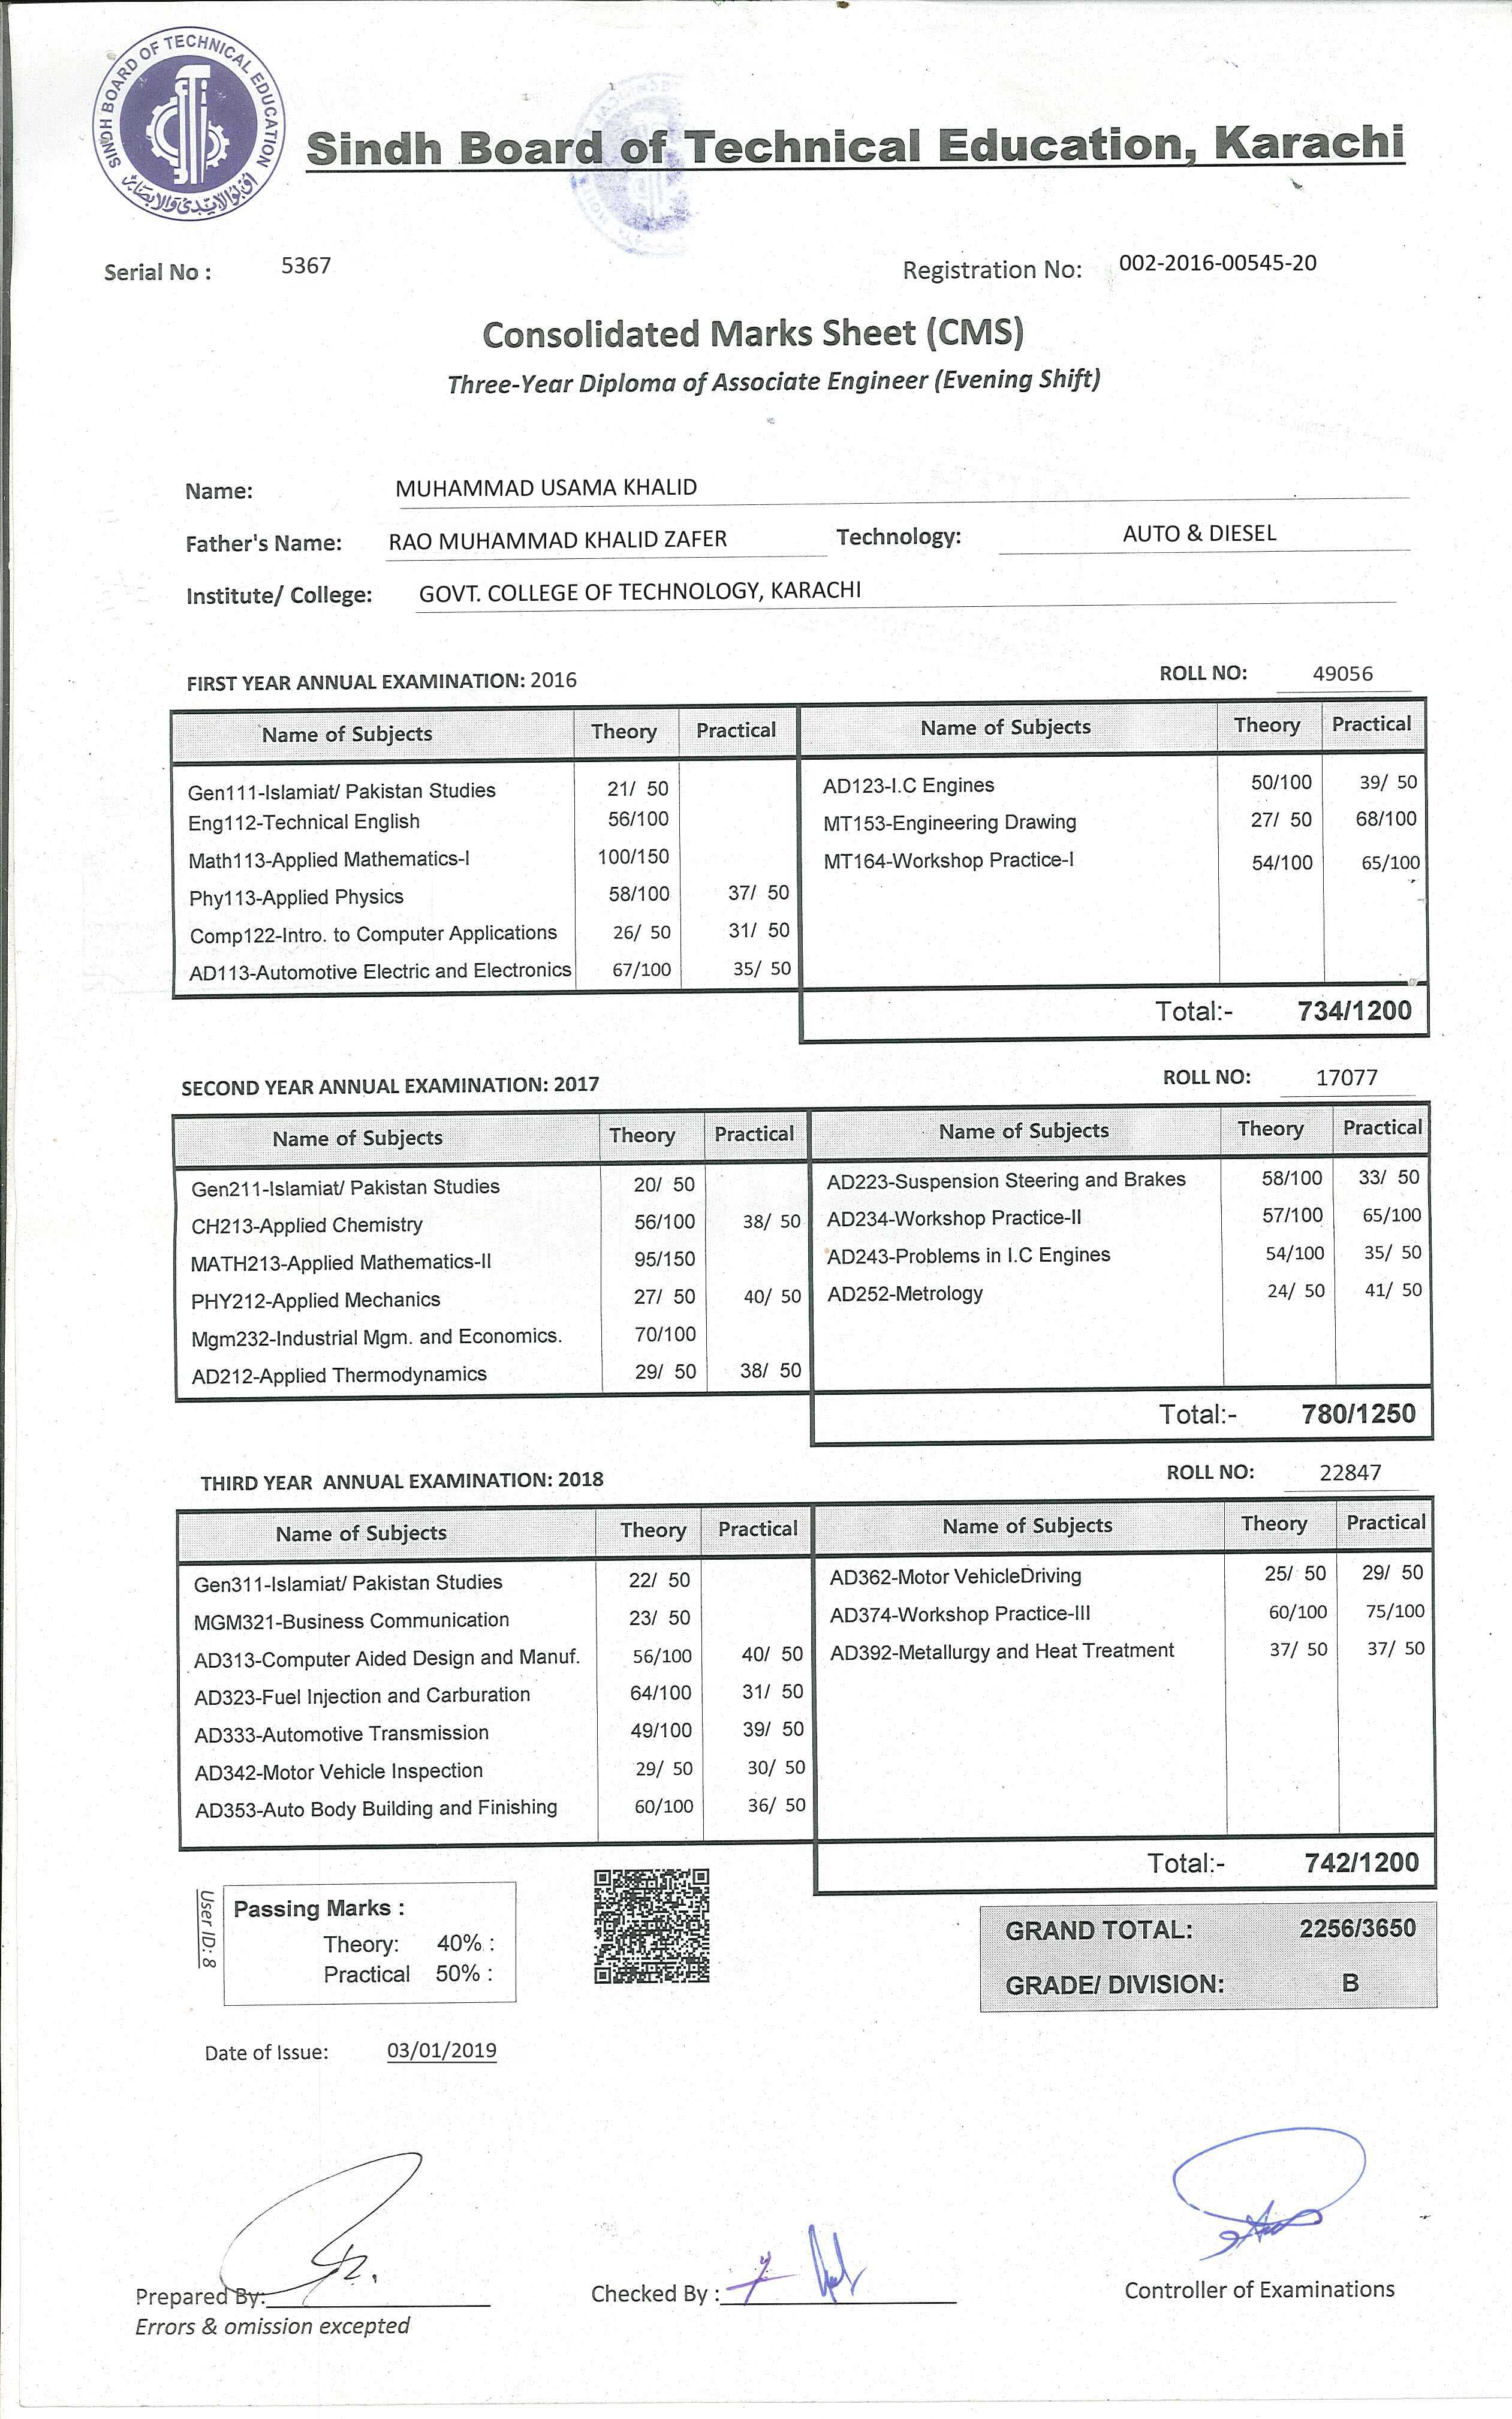 SINDH BOARD OF TECHNICAL EDUCATION
Sindh Board of Technical Education, Karachi
Serial No : 5367 Registration No: 002-2016-00545-20
Consolidated Marks Sheet (CMS)
Three-Year Diploma of Associate Engineer (Evening Shift)
Name: MUHAMMAD USAMA KHALID
Father's Name: RAO MUHAMMAD KHALID ZAFER Technology: AUTO & DIESEL
Institute/ College: GOVT. COLLEGE OF TECHNOLOGY, KARACHI
FIRST YEAR ANNUAL EXAMINATION: 2016 ROLL NO: 49056
Name of Subjects Theory Practical Name of Subjects Theory Practical
Gen111-Islamiat/ Pakistan Studies 21/ 50 AD123-I.C Engines 50/100 39/ 50
Eng112-Technical English 56/100 MT153-Engineering Drawing 27/ 50 68/100
Math113-Applied Mathematics-I 100/150 MT164-Workshop Practice-I 54/100 65/100
Phy113-Applied Physics 58/100 37/ 50
Comp122-Intro. to Computer Applications 26/ 50 31/ 50
AD113-Automotive Electric and Electronics 67/100 35/ 50
Total:- 734/1200
SECOND YEAR ANNUAL EXAMINATION: 2017 ROLL NO: 17077
Name of Subjects Theory Practical Name of Subjects Theory Practical
Gen211-Islamiat/ Pakistan Studies 20/ 50 AD223-Suspension Steering and Brakes 58/100 33/ 50
CH213-Applied Chemistry 56/100 38/ 50 AD234-Workshop Practice-II 57/100 65/100
MATH213-Applied Mathematics-II 95/150 AD243-Problems in I.C Engines 54/100 35/ 50
PHY212-Applied Mechanics 27/ 50 40/ 50 AD252-Metrology 24/ 50 41/ 50
Mgm232-Industrial Mgm. and Economics. 70/100
AD212-Applied Thermodynamics 29/ 50 38/ 50
Total:- 780/1250
THIRD YEAR ANNUAL EXAMINATION: 2018 ROLL NO: 22847
Name of Subjects Theory Practical Name of Subjects Theory Practical
Gen311-Islamiat/ Pakistan Studies 22/ 50 AD362-Motor VehicleDriving 25/ 50 29/ 50
MGM321-Business Communication 23/ 50 AD374-Workshop Practice-III 60/100 75/100
AD313-Computer Aided Design and Manuf. 56/100 40/ 50 AD392-Metallurgy and Heat Treatment 37/ 50 37/ 50
AD323-Fuel Injection and Carburation 64/100 31/ 50
AD333-Automotive Transmission 49/100 39/ 50
AD342-Motor Vehicle Inspection 29/ 50 30/ 50
AD353-Auto Body Building and Finishing 60/100 36/ 50
Total:- 742/1200
User ID: 8
Passing Marks :
Theory: 40% :
Practical 50% :
GRAND TOTAL: 2256/3650
GRADE/ DIVISION: B
Date of Issue: 03/01/2019
Prepared By: Checked By : Controller of Examinations
Errors & omission excepted